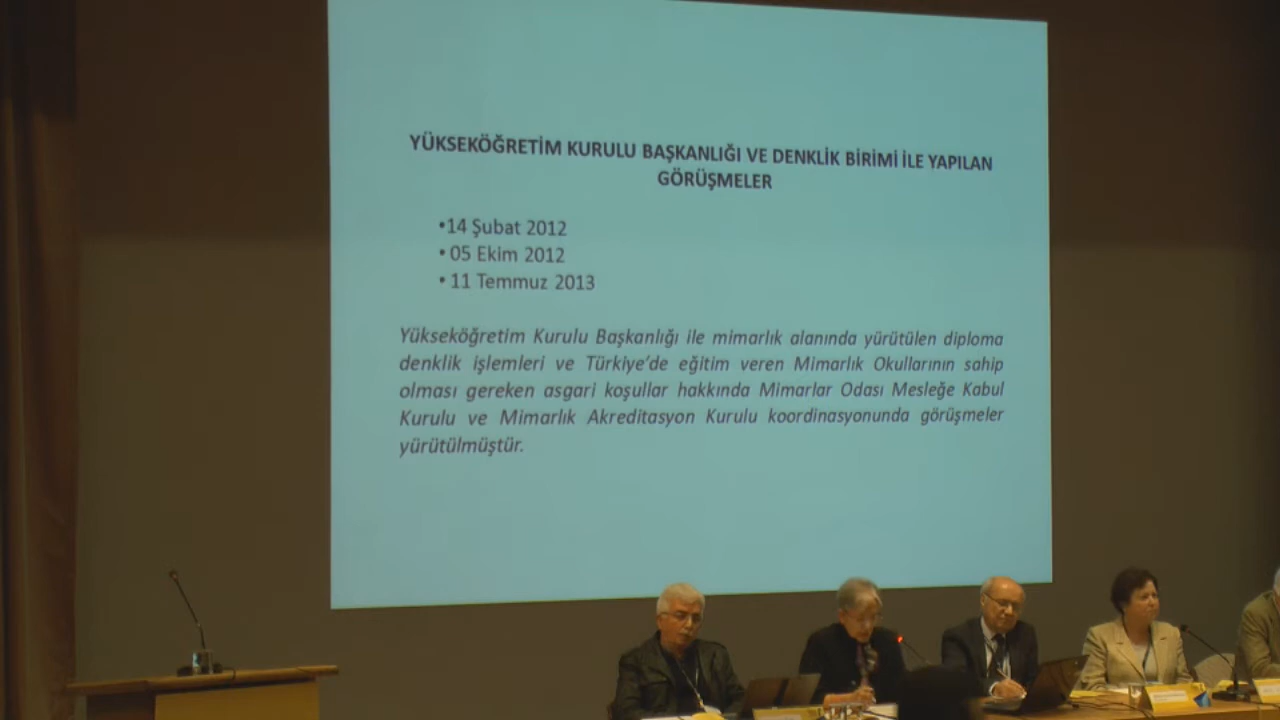 YÜKSEKÖĞRETİM KURULU BAŞKANLIĞI VE DENKLİK BİRİMİ İLE YAPILAN
GÖRÜŞMELER
•14 Şubat 2012
• 05 Ekim 2012
• 11 Temmuz 2013
Yükseköğretim Kurulu Başkanlığı ile mimarlık alanında yürütülen diploma
denklik işlemleri ve Türkiye’de eğitim veren Mimarlık Okullarının sahip
olması gereken asgari koşullar hakkında Mimarlar Odası Mesleğe Kabul
Kurulu ve Mimarlık Akreditasyon Kurulu koordinasyonunda görüşmeler
yürütülmüştür.